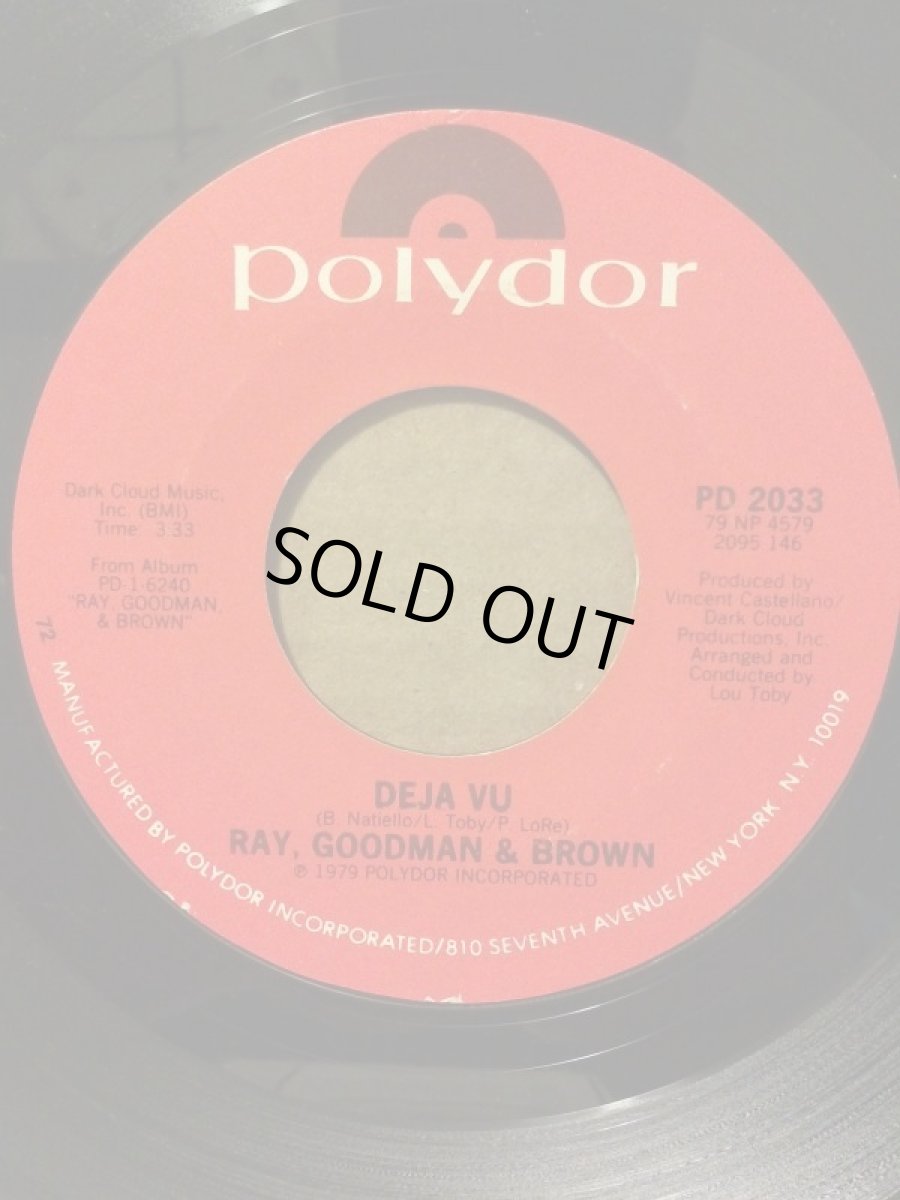 polydor
Dark Cloud Music,
Inc. (BMI)
Time 3:33
From Album
PD-1-6240
"RAY, GOODMAN,
& BROWN"
72
PD 2033
79 NP 4579
2095 146
Produced by
Vincent Castellano/
Dark Cloud
Productions, Inc.
Arranged and
Conducted by
Lou Toby
SOLD OUT
DEJA VU
(B. Natiello/L. Toby/P. LoRe)
RAY, GOODMAN & BROWN
℗ 1979 POLYDOR INCORPORATED
MANUFACTURED BY POLYDOR INCORPORATED/810 SEVENTH AVENUE/NEW YORK, N.Y. 10019